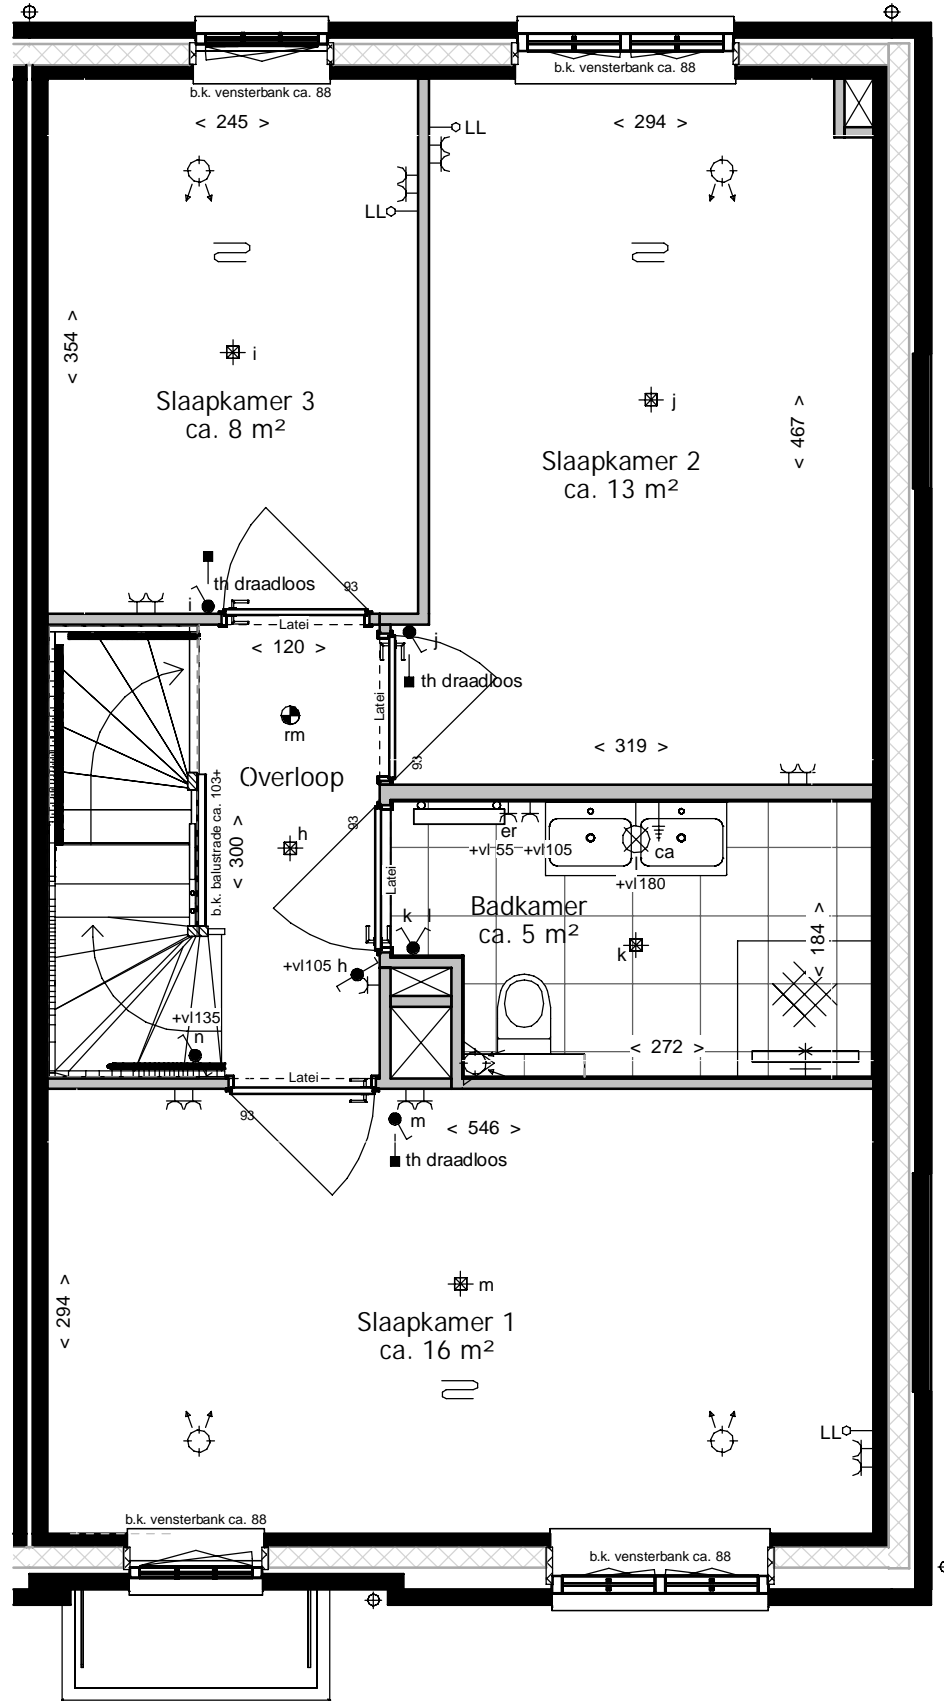 b.k. vensterbank ca. 88
b.k. vensterbank ca. 88
< 245 >
< 294 >
LL
LL
< 354 >
i
Slaapkamer 3
ca. 8 m²
j
< 467 >
Slaapkamer 2
ca. 13 m²
th draadloos
93
i
Latei
< 120 >
j
th draadloos
Latei
rm
93
< 319 >
Overloop
b.k. balustrade ca. 103+
< 300 >
h
93
er
+vl 55
+vl105
ca
+vl180
Latei
Badkamer
ca. 5 m²
k
l
k
< 184 >
+vl105 h
+vl135
n
< 272 >
Latei
93
m
< 546 >
th draadloos
< 294 >
m
Slaapkamer 1
ca. 16 m²
LL
b.k. vensterbank ca. 88
b.k. vensterbank ca. 88